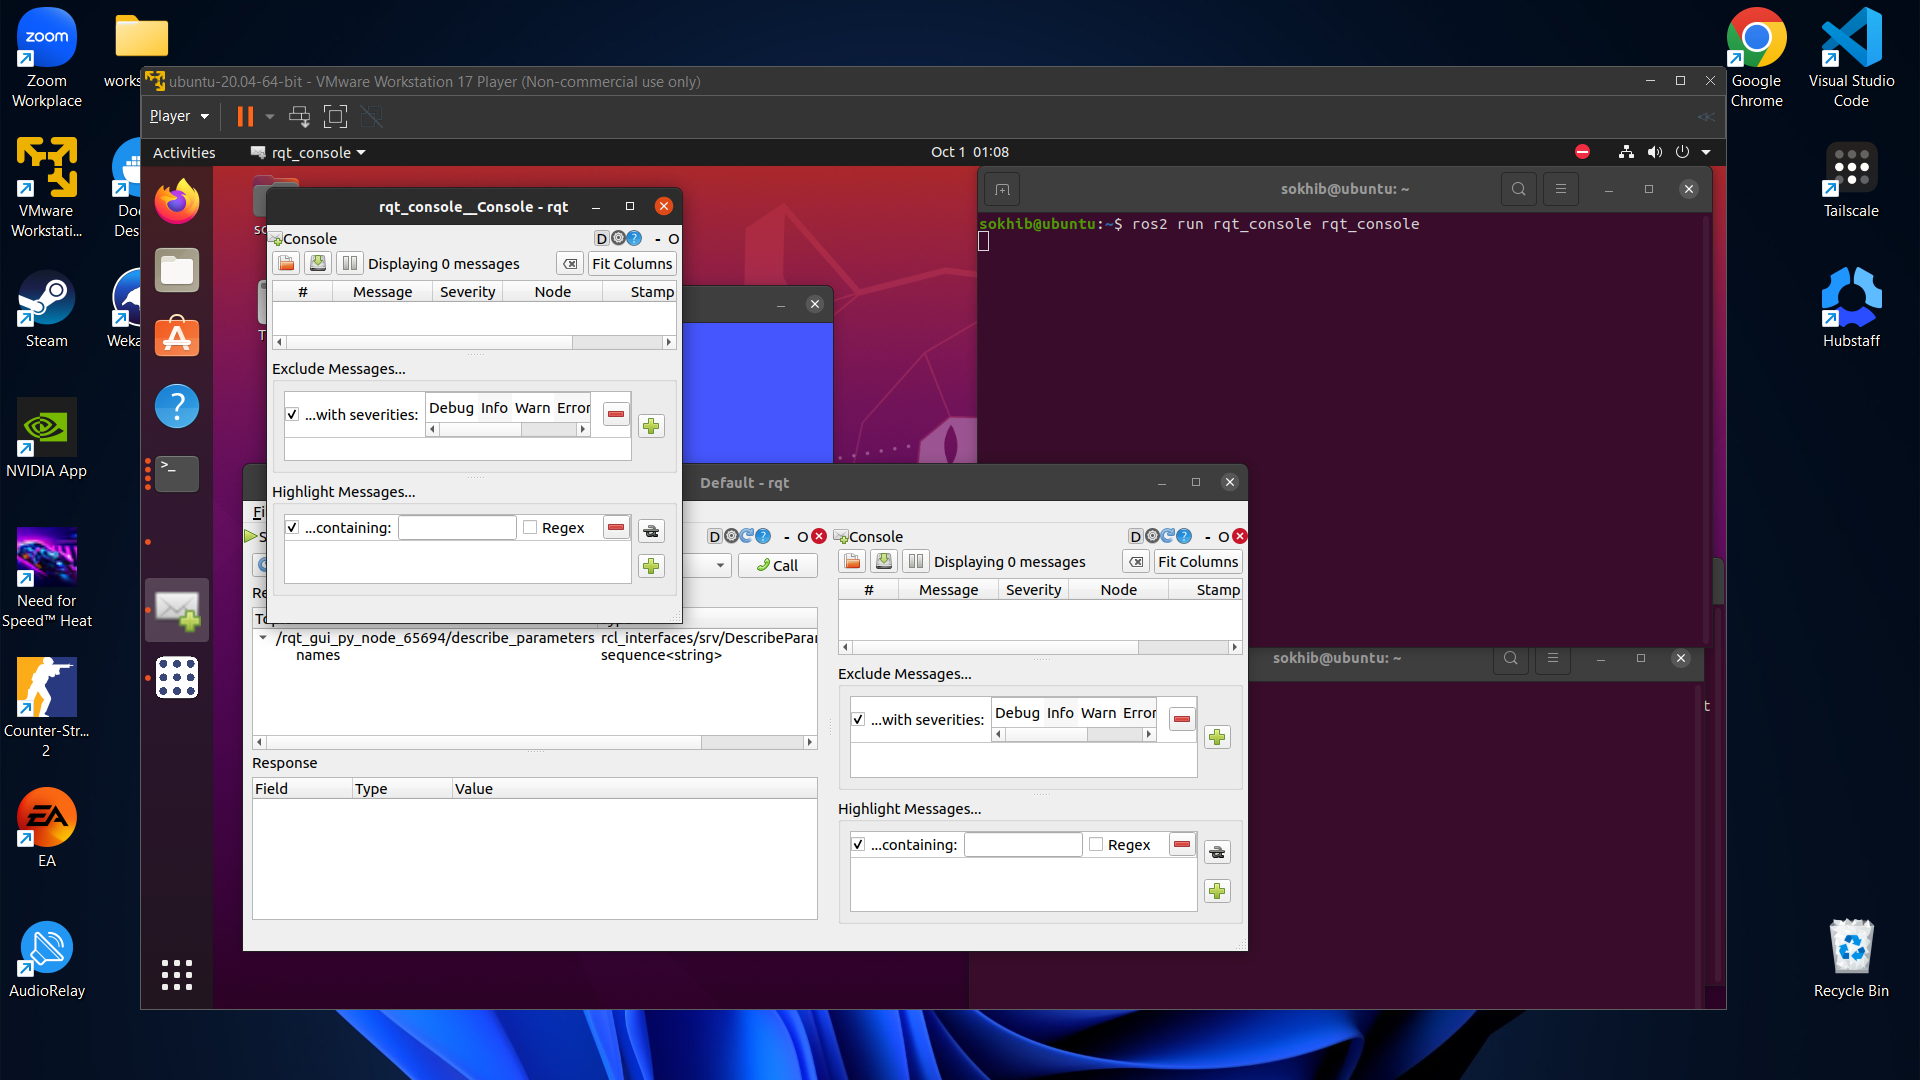 zoom
Zoom
Workplace
works
VMware
Workstati...
Steam
NVIDIA App
Need for
Speed™ Heat
Counter-Str...
2
EA
AudioRelay
Google
Chrome
Visual Studio
Code
Tailscale
Hubstaff
Recycle Bin
ubuntu-20.04-64-bit - VMware Workstation 17 Player (Non-commercial use only)
Player
Activities
rqt_console
Oct 1 01:08
rqt_console__Console - rqt
Console
D
?
- O
Displaying 0 messages
Fit Columns
# Message Severity Node Stamp
Exclude Messages...
...with severities:
Debug Info Warn Error
Highlight Messages...
...containing:
Regex
sokhib@ubuntu: ~
sokhib@ubuntu:~$ ros2 run rqt_console rqt_console
Default - rqt
D
?
- O
Call
/rqt_gui_py_node_65694/describe_parameters rcl_interfaces/srv/DescribePara
names sequence<string>
Response
Field Type Value
Console
D
?
- O
Displaying 0 messages
Fit Columns
# Message Severity Node Stamp
Exclude Messages...
...with severities:
Debug Info Warn Error
Highlight Messages...
...containing:
Regex
sokhib@ubuntu: ~
t